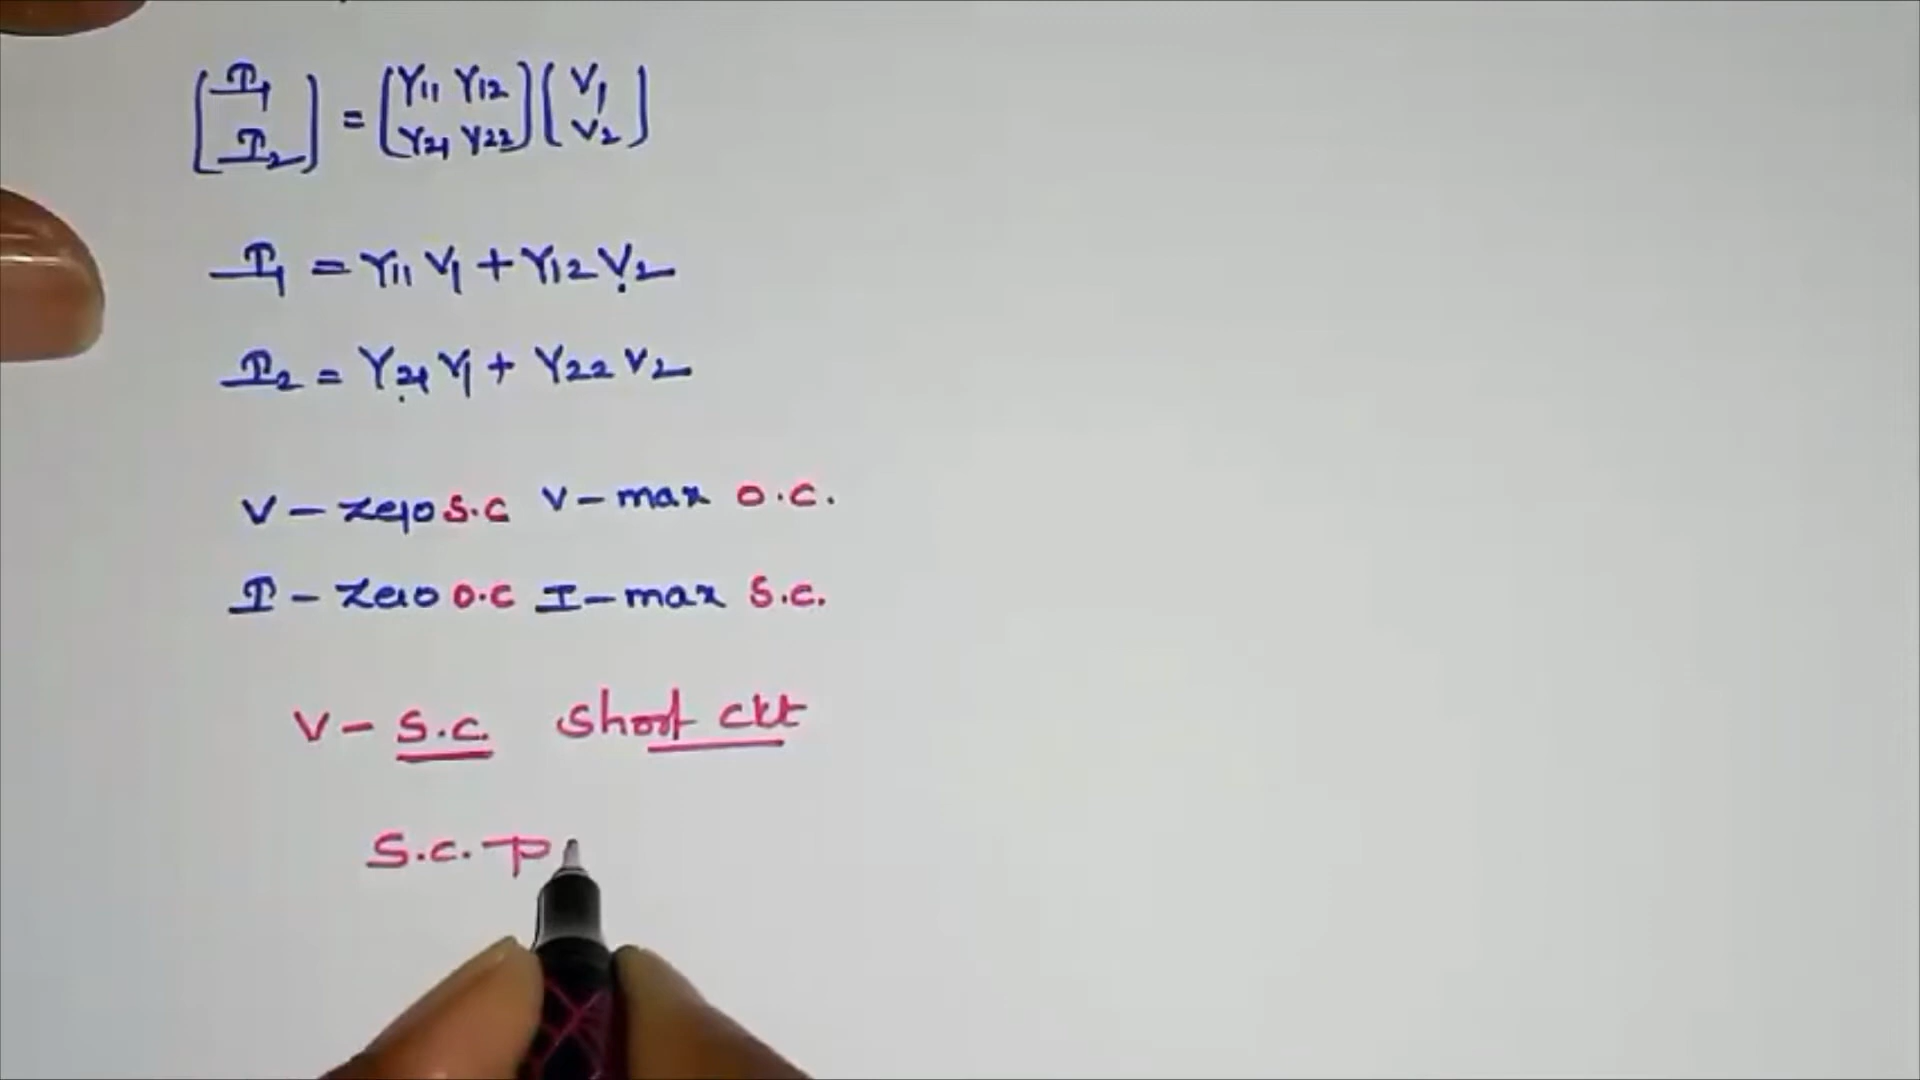 [I1 I2] = [Y11 Y12 Y21 Y22] [V1 V2]
I1 = Y11 V1 + Y12 V2
I2 = Y21 V1 + Y22 V2
V - zero S.C V - max O.C.
I - zero O.C I - max S.C.
V - S.C. Short ckt
S.C. P